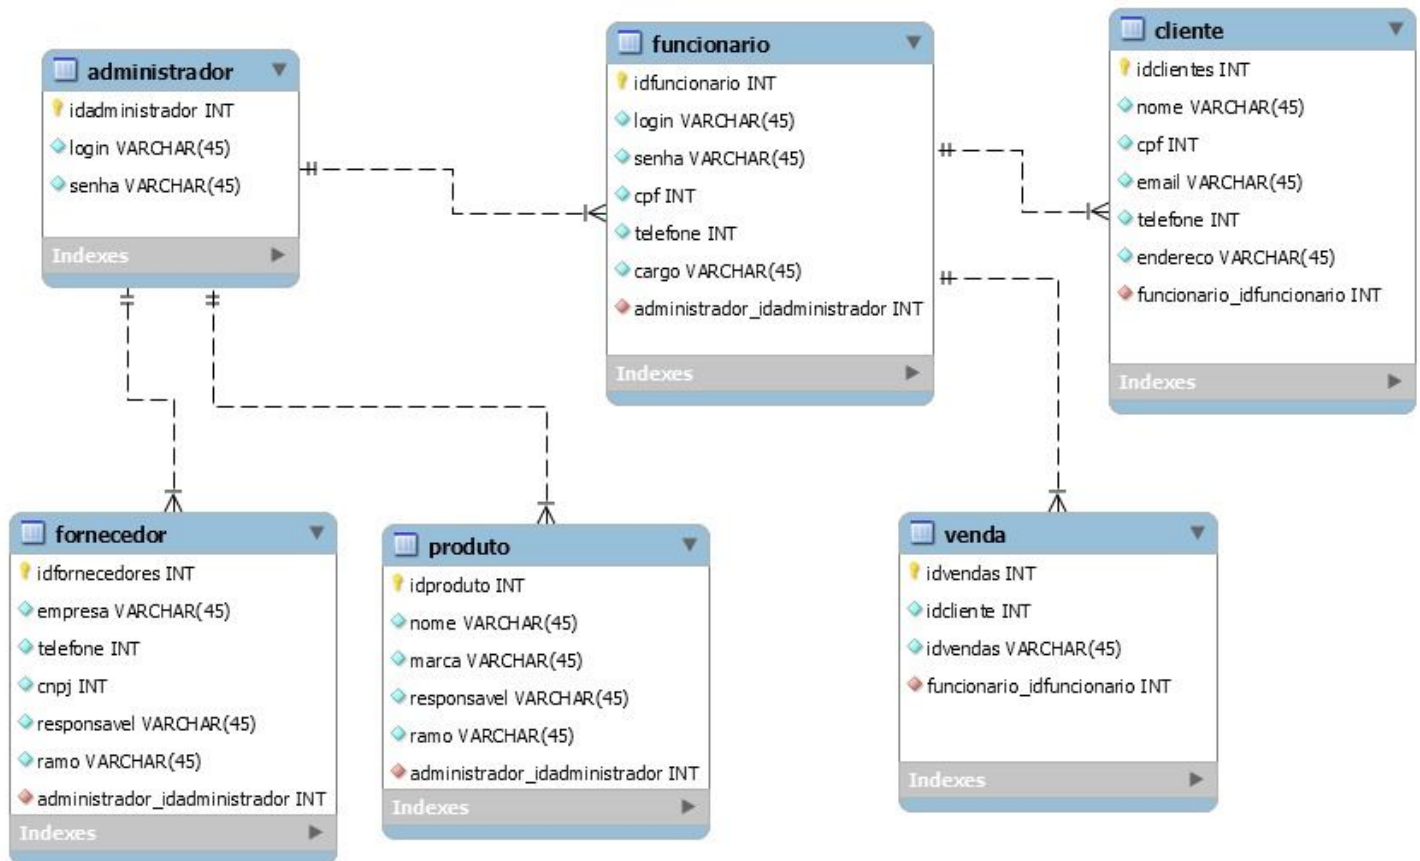 administrador
idadministrador INT
login VARCHAR(45)
senha VARCHAR(45)
Indexes
funcionario
idfuncionario INT
login VARCHAR(45)
senha VARCHAR(45)
cpf INT
telefone INT
cargo VARCHAR(45)
administrador_idadministrador INT
Indexes
cliente
idclientes INT
nome VARCHAR(45)
cpf INT
email VARCHAR(45)
telefone INT
endereco VARCHAR(45)
funcionario_idfuncionario INT
Indexes
fornecedor
idfornecedores INT
empresa VARCHAR(45)
telefone INT
cnpj INT
responsavel VARCHAR(45)
ramo VARCHAR(45)
administrador_idadministrador INT
Indexes
produto
idproduto INT
nome VARCHAR(45)
marca VARCHAR(45)
responsavel VARCHAR(45)
ramo VARCHAR(45)
administrador_idadministrador INT
Indexes
venda
idvendas INT
idcliente INT
idvendas VARCHAR(45)
funcionario_idfuncionario INT
Indexes